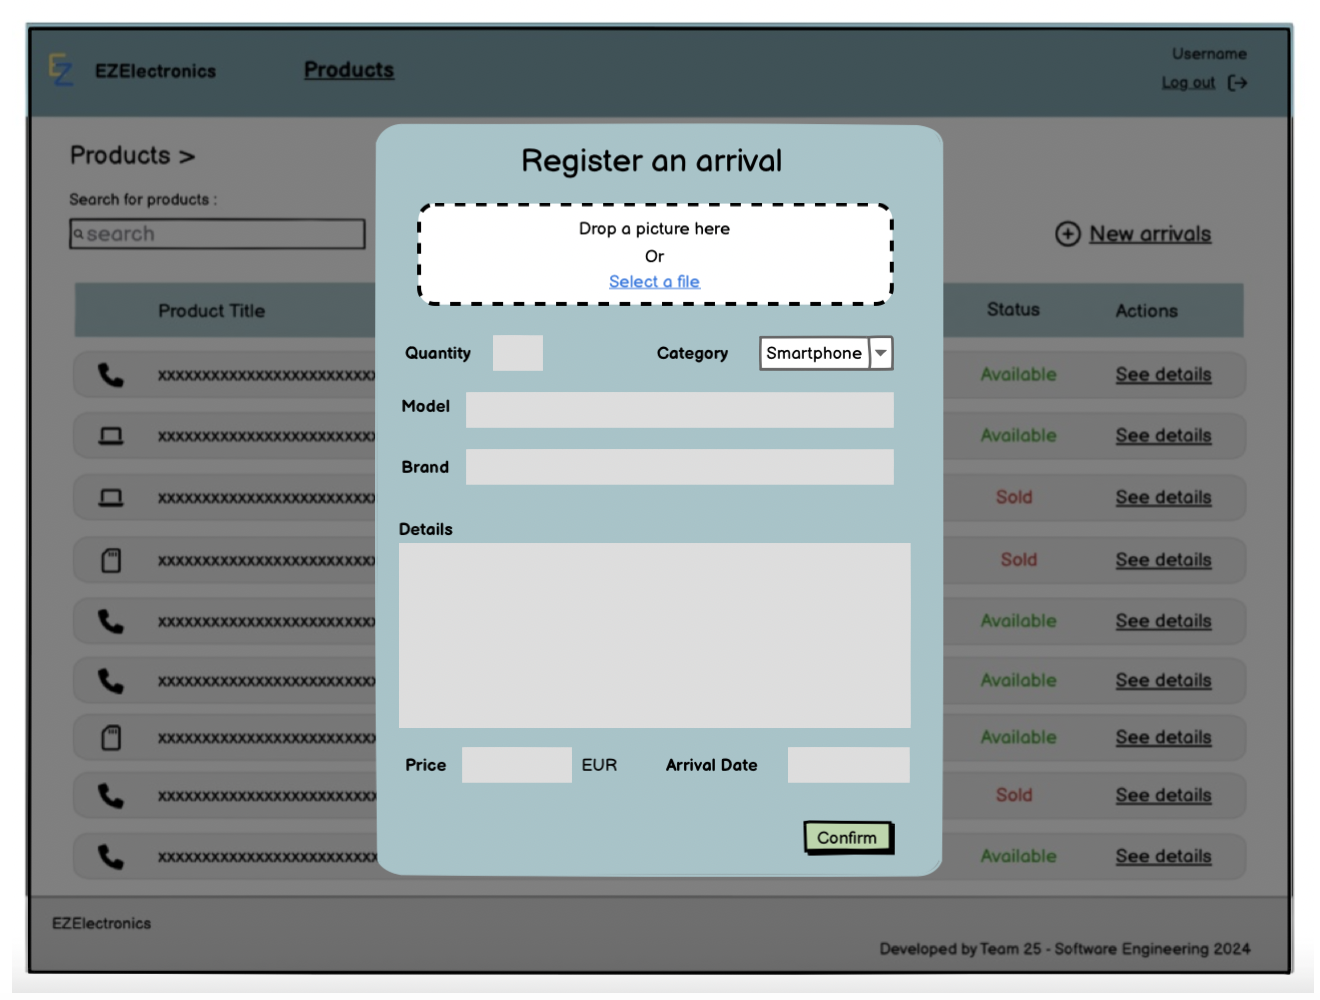 EZ EZElectronics Products Username
Log out
Products >
Search for products :
search
New arrivals
Register an arrival
Drop a picture here
Or
Select a file
Product Title Status Actions
Quantity Category Smartphone
Model
Brand
Details
Price EUR Arrival Date
Confirm
xxxxxxxxxxxxxxxxxxxxxxxxx Available See details
xxxxxxxxxxxxxxxxxxxxxxxxx Available See details
xxxxxxxxxxxxxxxxxxxxxxxxx Sold See details
xxxxxxxxxxxxxxxxxxxxxxxxx Sold See details
xxxxxxxxxxxxxxxxxxxxxxxxx Available See details
xxxxxxxxxxxxxxxxxxxxxxxxx Available See details
xxxxxxxxxxxxxxxxxxxxxxxxx Available See details
xxxxxxxxxxxxxxxxxxxxxxxxx Sold See details
xxxxxxxxxxxxxxxxxxxxxxxxx Available See details
EZElectronics
Developed by Team 25 - Software Engineering 2024